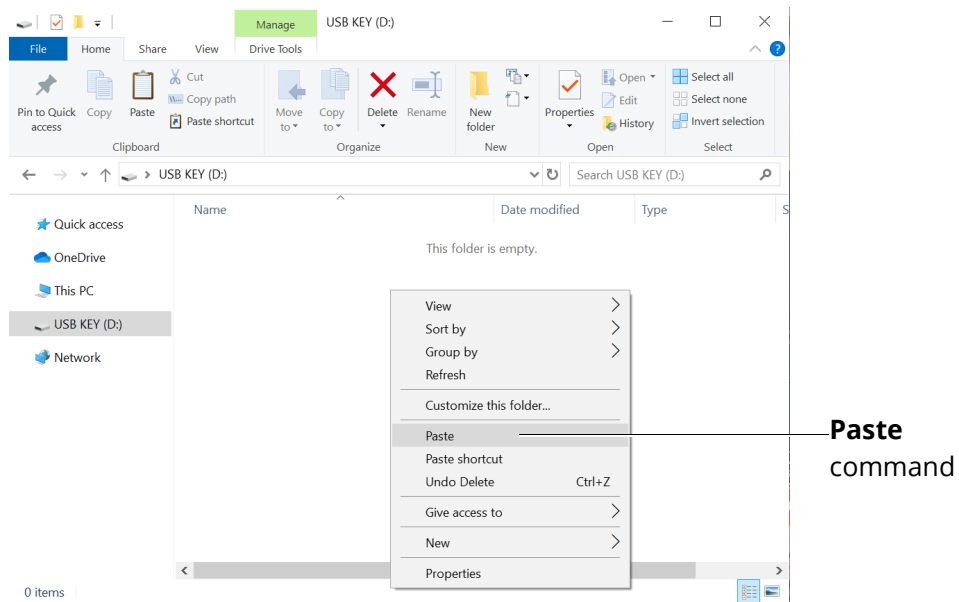 Manage
USB KEY (D:)
File
Home
Share
View
Drive Tools
?
Pin to Quick access
Copy
Paste
Cut
Copy path
Paste shortcut
Clipboard
Move to
Copy to
Delete
Rename
Organize
New folder
New
Properties
Open
Edit
History
Open
Select all
Select none
Invert selection
Select
USB KEY (D:)
Search USB KEY (D:)
Quick access
OneDrive
This PC
USB KEY (D:)
Network
Name
Date modified
Type
S
This folder is empty.
View
Sort by
Group by
Refresh
Customize this folder...
Paste
Paste shortcut
Undo Delete Ctrl+Z
Give access to
New
Properties
Paste
command
0 items